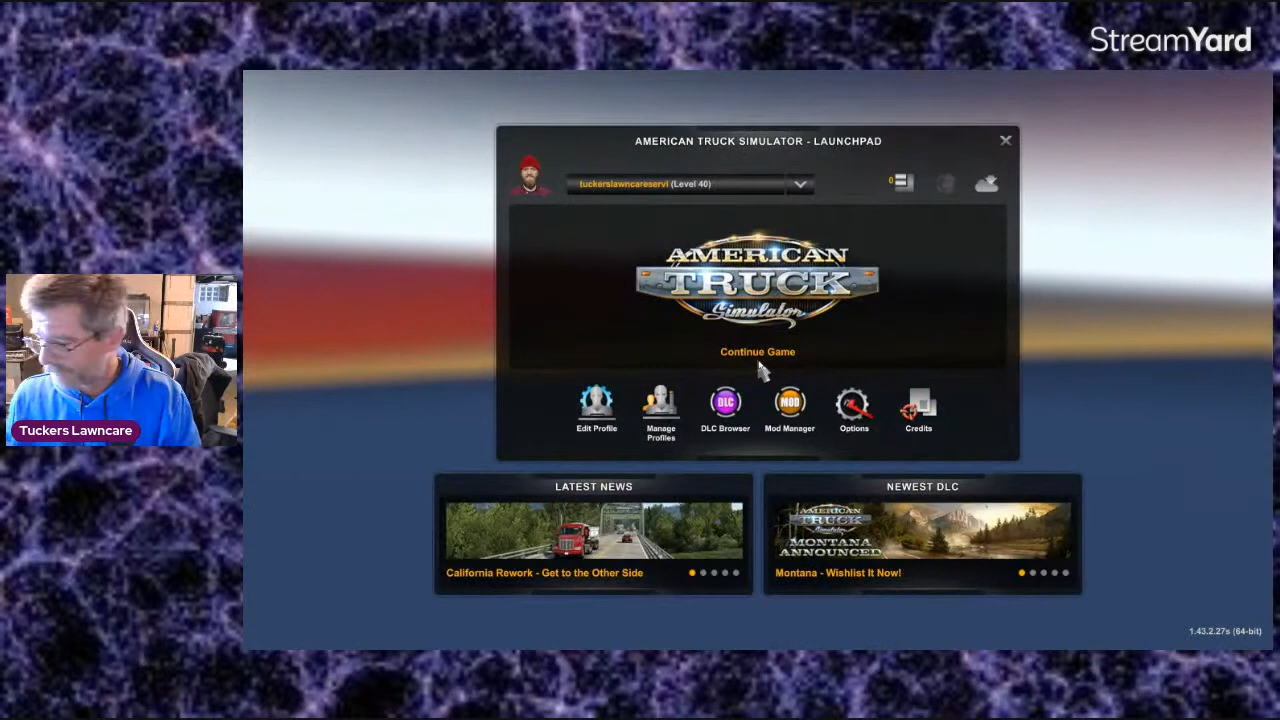 StreamYard
AMERICAN TRUCK SIMULATOR - LAUNCHPAD
tuckerslawncareservi (Level 40)
0
AMERICAN
TRUCK
Simulator
Continue Game
DLC
MOD
Edit Profile
Manage Profiles
DLC Browser
Mod Manager
Options
Credits
Tuckers Lawncare
LATEST NEWS
NEWEST DLC
AMERICAN
TRUCK
Simulator
MONTANA
ANNOUNCED
California Rework - Get to the Other Side
Montana - Wishlist It Now!
1.43.2.27s (64-bit)